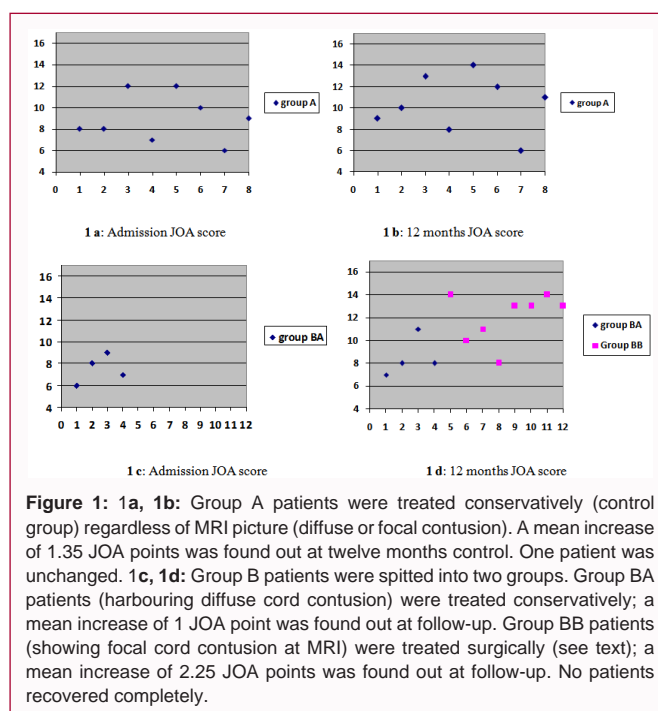 16
14
12
10
8
6
4
0 1 2 3 4 5 6 7 8
group A
1 a: Admission JOA score
16
14
12
10
8
6
4
0 1 2 3 4 5 6 7 8
group A
1 b: 12 months JOA score
16
14
12
10
8
6
4
0 1 2 3 4 5 6 7 8 9 10 11 12
group BA
1 c: Admission JOA score
16
14
12
10
8
6
4
0 1 2 3 4 5 6 7 8 9 10 11 12
group BA
Group BB
1 d: 12 months JOA score
Figure 1: 1a, 1b: Group A patients were treated conservatively (control
group) regardless of MRI picture (diffuse or focal contusion). A mean increase
of 1.35 JOA points was found out at twelve months control. One patient was
unchanged. 1c, 1d: Group B patients were spitted into two groups. Group BA
patients (harbouring diffuse cord contusion) were treated conservatively; a
mean increase of 1 JOA point was found out at follow-up. Group BB patients
(showing focal cord contusion at MRI) were treated surgically (see text); a
mean increase of 2.25 JOA points was found out at follow-up. No patients
recovered completely.